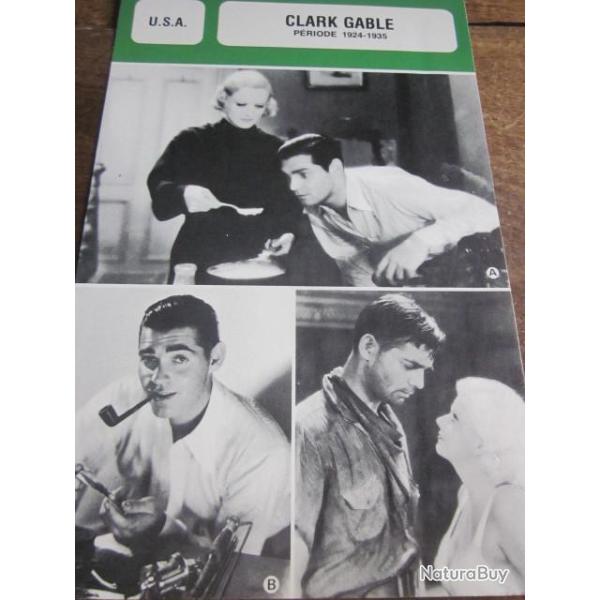 U.S.A.
CLARK GABLE
PÉRIODE 1924-1935
A
B
NaturaBuy